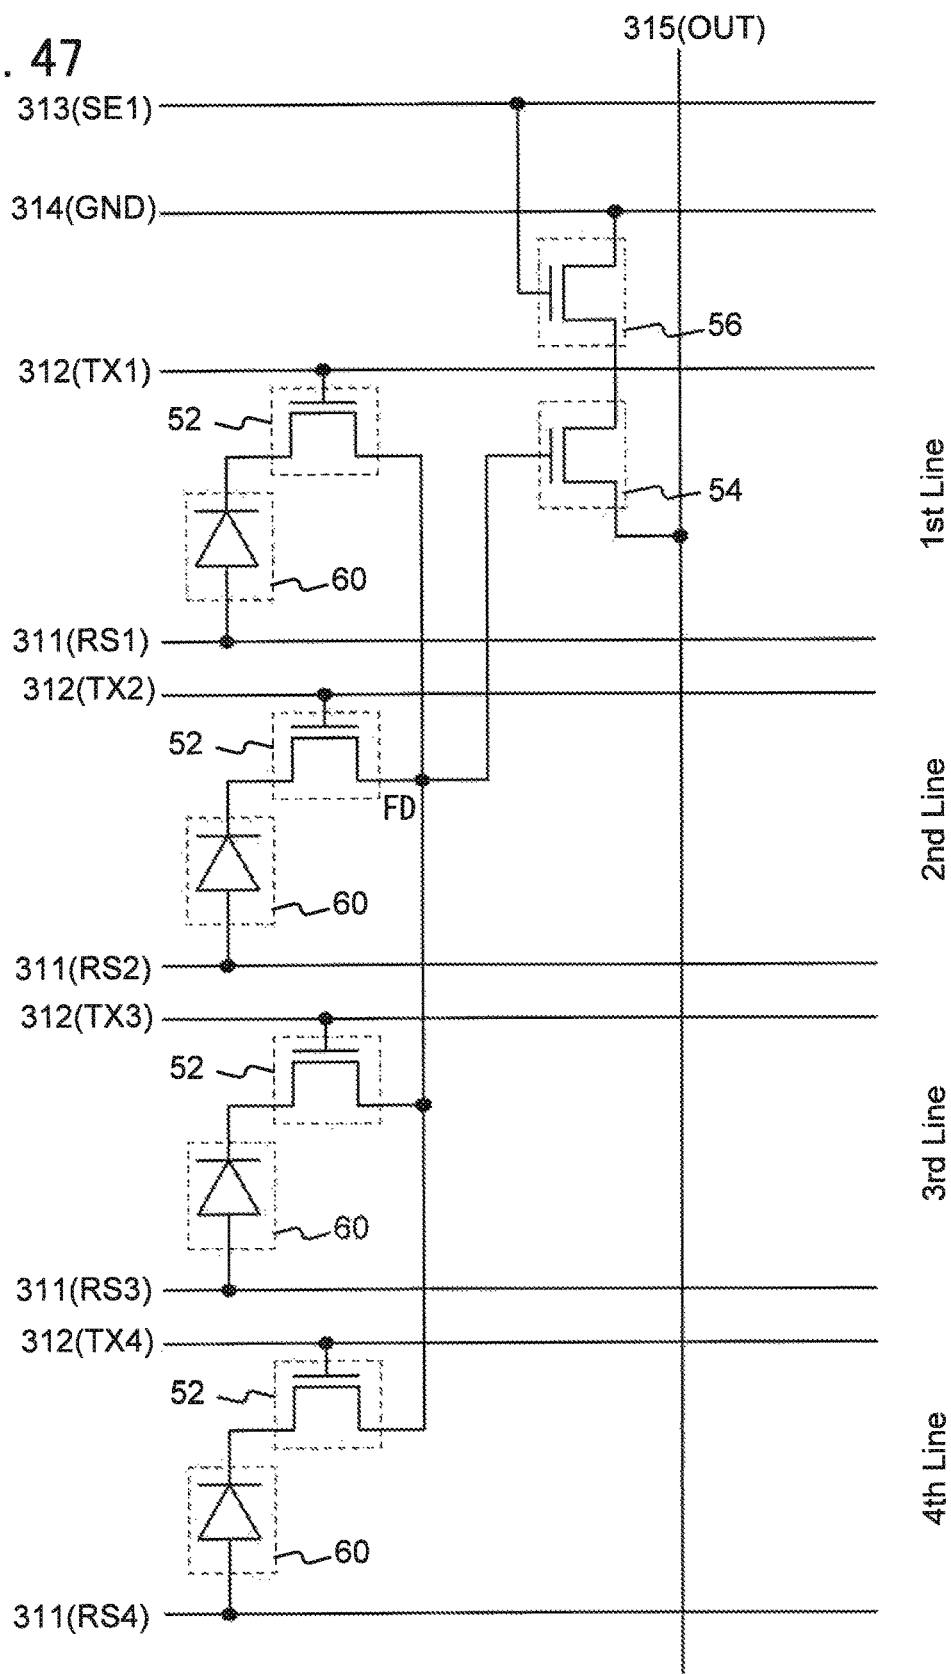 . 47
315(OUT)
313(SE1)
314(GND)
56
312(TX1)
52
54
1st Line
60
311(RS1)
312(TX2)
52
FD
2nd Line
60
311(RS2)
312(TX3)
52
3rd Line
60
311(RS3)
312(TX4)
52
4th Line
60
311(RS4)